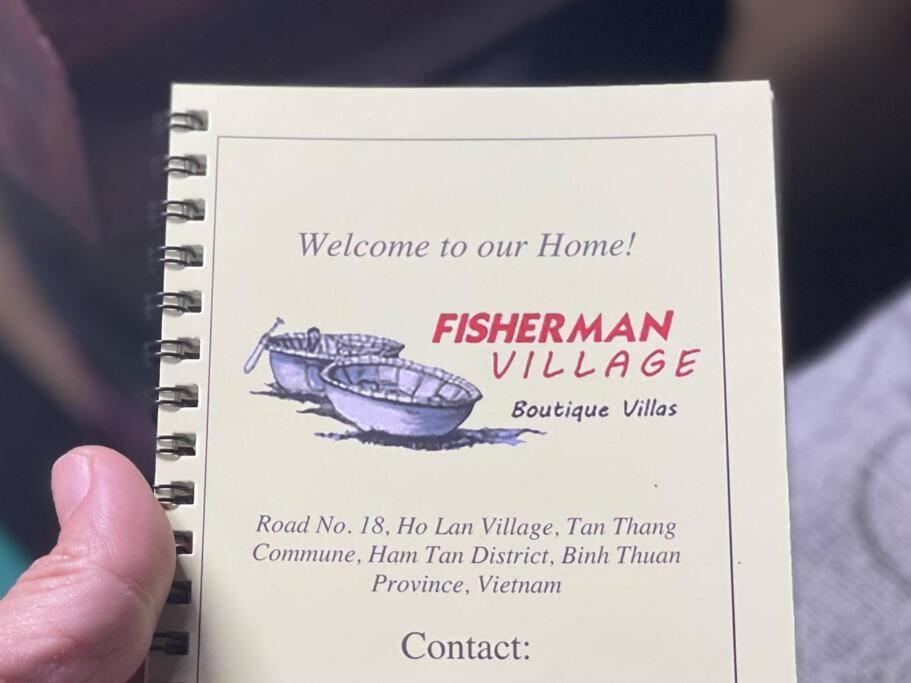 Welcome to our Home!
FISHERMAN
VILLAGE
Boutique Villas
Road No. 18, Ho Lan Village, Tan Thang
Commune, Ham Tan District, Binh Thuan
Province, Vietnam
Contact: